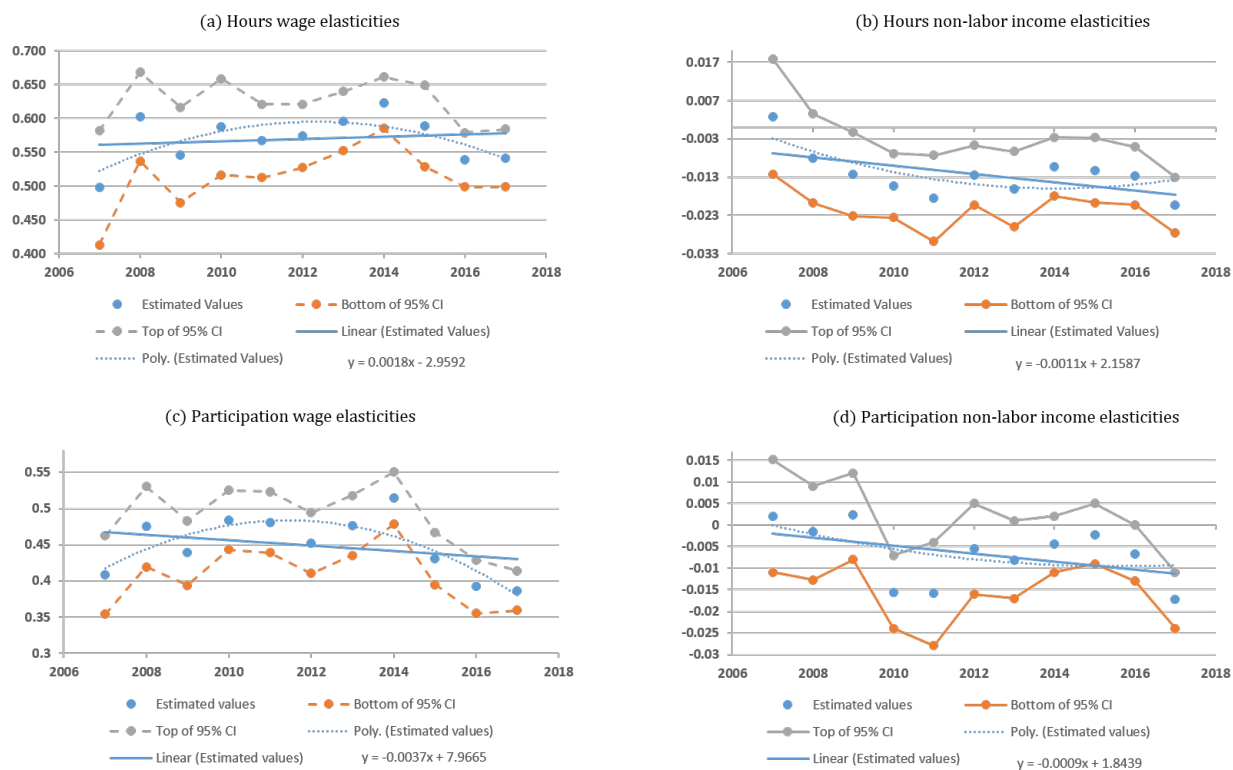 (a) Hours wage elasticities
0.700
0.650
0.600
0.550
0.500
0.450
0.400
2006 2008 2010 2012 2014 2016 2018
Estimated Values Bottom of 95% CI
Top of 95% CI Linear (Estimated Values)
Poly. (Estimated Values) y = 0.0018x - 2.9592
(b) Hours non-labor income elasticities
0.017
0.007
-0.003
-0.013
-0.023
-0.033
2006 2008 2010 2012 2014 2016 2018
Estimated Values Bottom of 95% CI
Top of 95% CI Linear (Estimated Values)
Poly. (Estimated Values) y = -0.0011x + 2.1587
(c) Participation wage elasticities
0.55
0.5
0.45
0.4
0.35
0.3
2006 2008 2010 2012 2014 2016 2018
Estimated values Bottom of 95% CI
Top of 95% CI Poly. (Estimated values)
Linear (Estimated values) y = -0.0037x + 7.9665
(d) Participation non-labor income elasticities
0.015
0.01
0.005
0
-0.005
-0.01
-0.015
-0.02
-0.025
-0.03
2006 2008 2010 2012 2014 2016 2018
Estimated values Bottom of 95% CI
Top of 95% CI Poly. (Estimated values)
Linear (Estimated values) y = -0.0009x + 1.8439